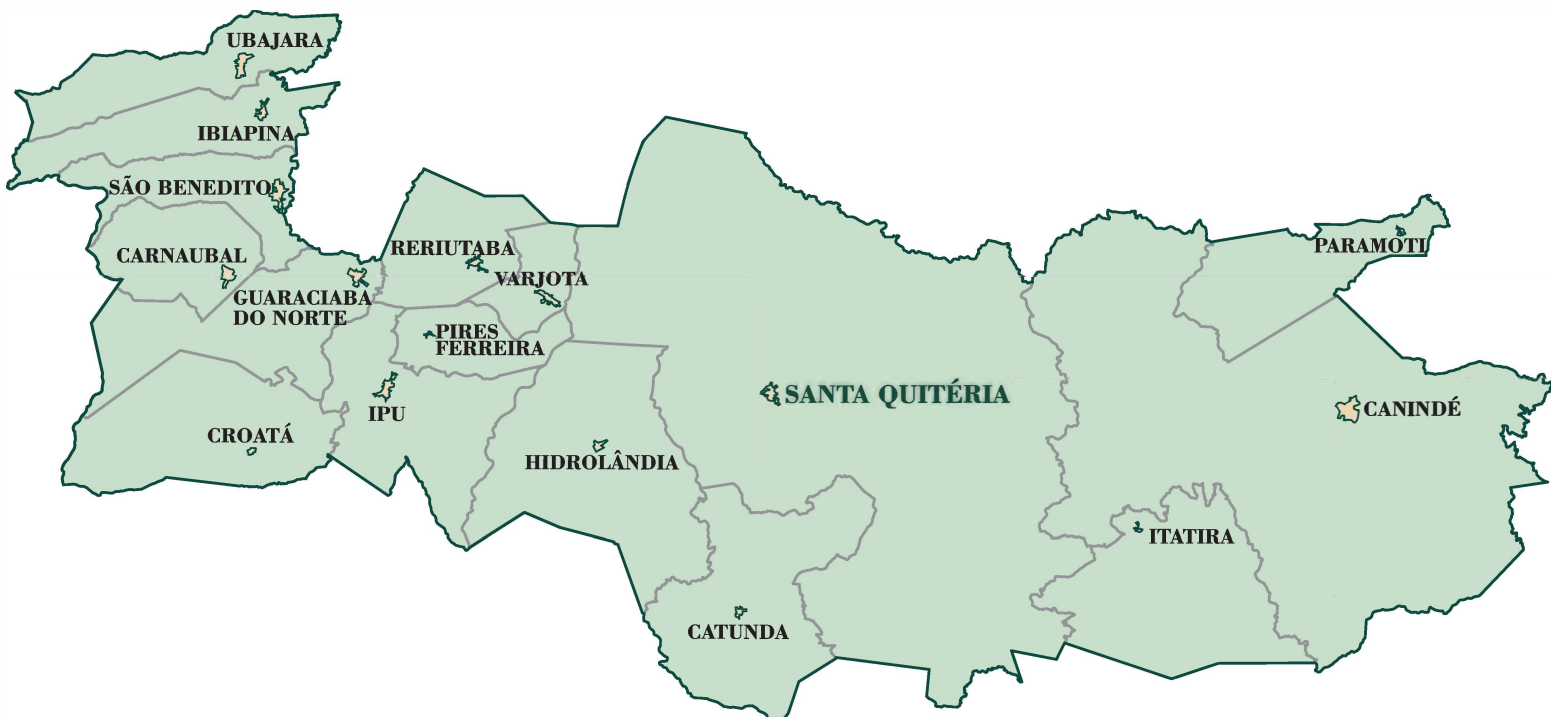 UBAJARA
IBIAPINA
SÃO BENEDITO
CARNAUBAL
GUARACIABA
DO NORTE
CROATÁ
RERIUTABA
VARJOTA
PIRES
FERREIRA
IPU
HIDROLÂNDIA
SANTA QUITÉRIA
CATUNDA
PARAMOTI
CANINDÉ
ITATIRA